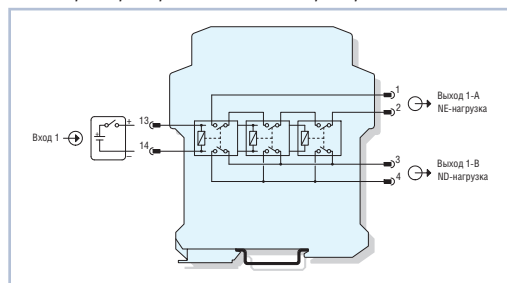 1
2
Выход 1-A
NE-нагрузка
13
+
Вход 1
+
14
–
3
4
Выход 1-B
ND-нагрузка